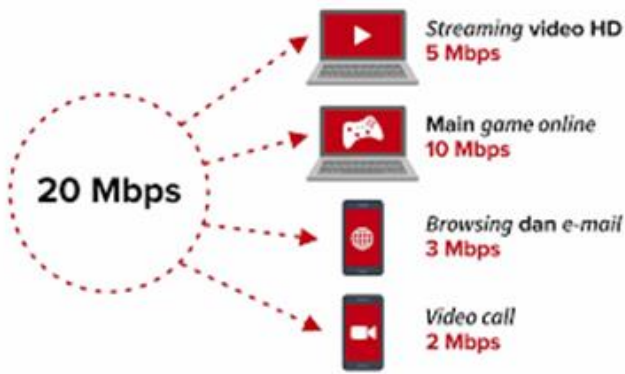 20 Mbps
Streaming video HD
5 Mbps
Main game online
10 Mbps
Browsing dan e-mail
3 Mbps
Video call
2 Mbps